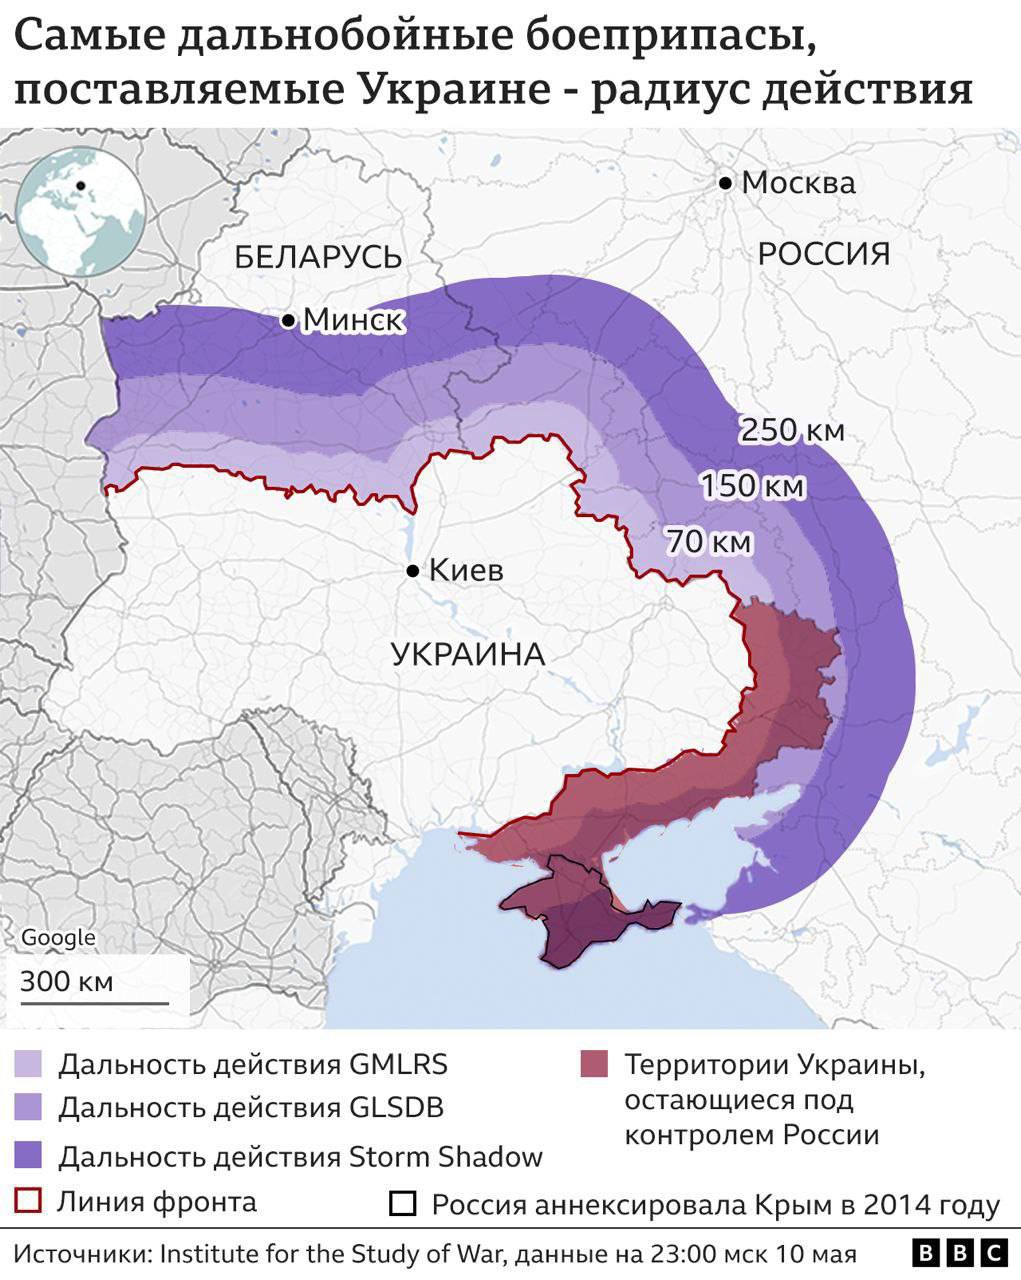 Самые дальнобойные боеприпасы,
поставляемые Украине - радиус действия
Москва
БЕЛАРУСЬ
РОССИЯ
Минск
250 км
150 км
70 км
Киев
УКРАИНА
Google
300 км
Дальность действия GMLRS
Дальность действия GLSDB
Дальность действия Storm Shadow
Территории Украины,
остающиеся под
контролем России
Линия фронта
Россия аннексировала Крым в 2014 году
Источники: Institute for the Study of War, данные на 23:00 мск 10 мая
BBC